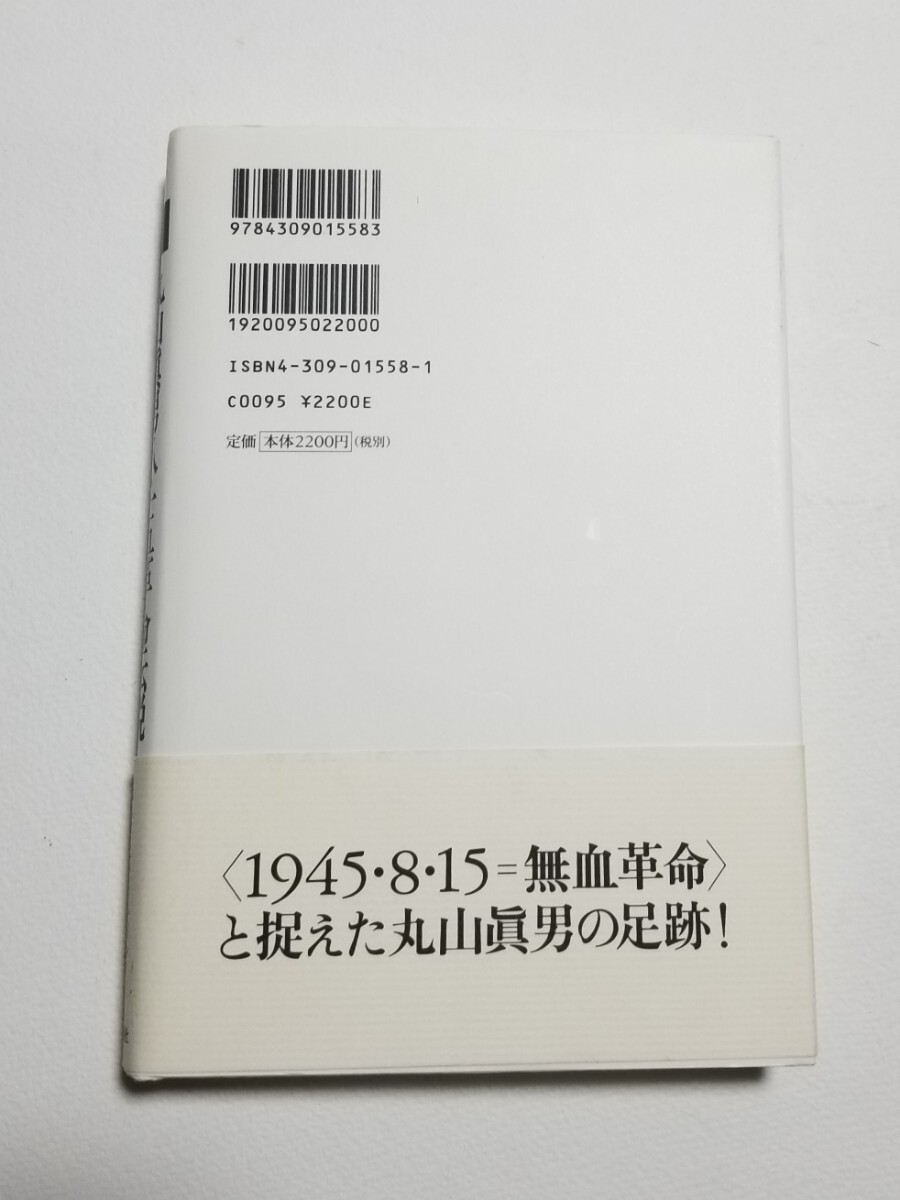 9784309015583
1920095022000
ISBN4-309-01558-1
C0095 ¥2200E
定価 本体2200円(税別)
〈1945・8・15=無血革命〉
と捉えた丸山眞男の足跡!